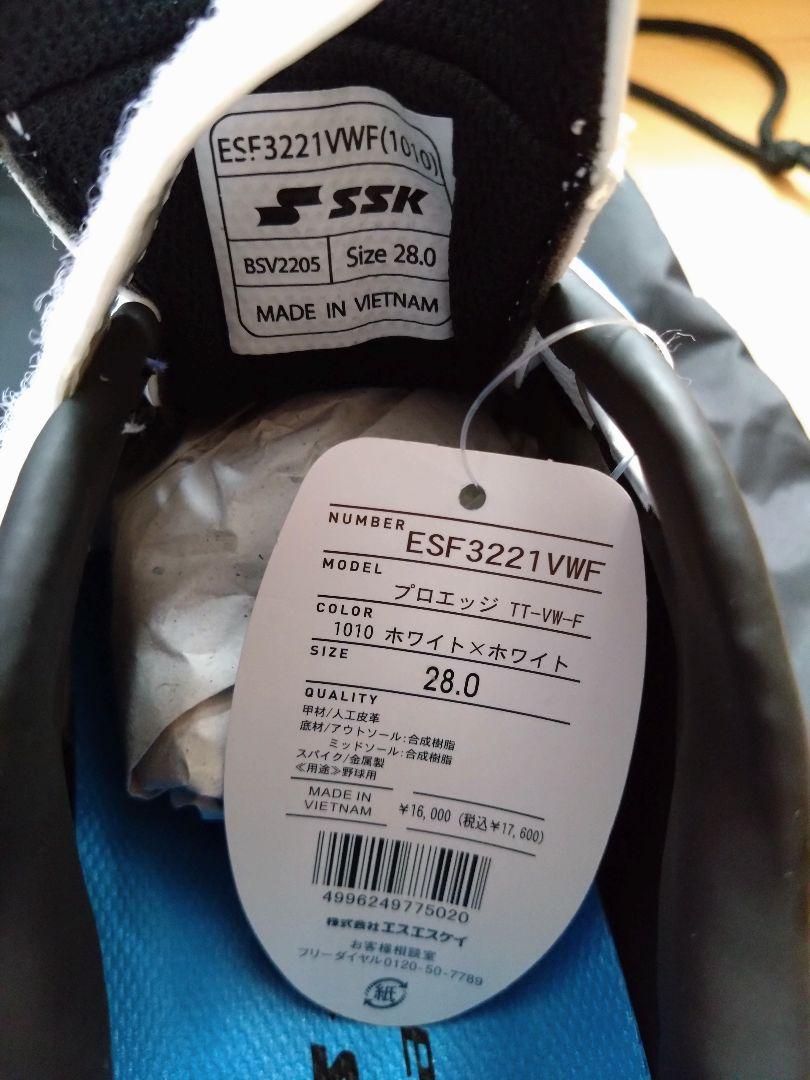 ESF3221VWF(1010)
SSK
BSV2205 Size 28.0
MADE IN VIETNAM
NUMBER ESF3221VWF
MODEL プロエッジ TT-VW-F
COLOR 1010 ホワイト×ホワイト
SIZE 28.0
QUALITY
甲材/人工皮革
底材/アウトソール:合成樹脂
ミッドソール:合成樹脂
スパイク/金属製
≪用途≫野球用
MADE IN VIETNAM
¥16,000 (税込¥17,600)
4996249775020
株式会社エスエスケイ
お客様相談室
フリーダイヤル0120-50-7789
紙